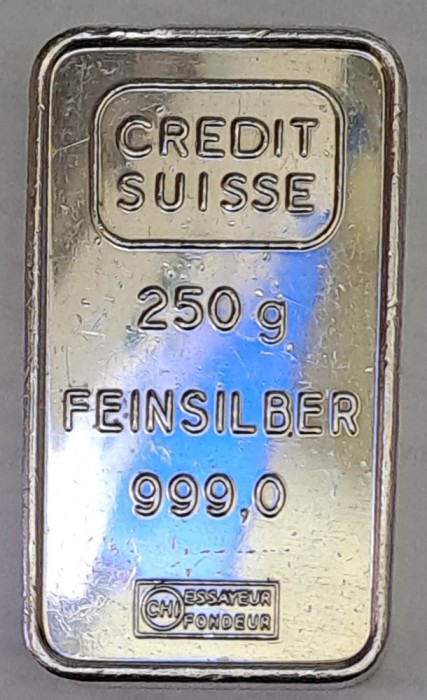 CREDIT
SUISSE
250 g
FEINSILBER
999,0
CHI ESSAYEUR
FONDEUR